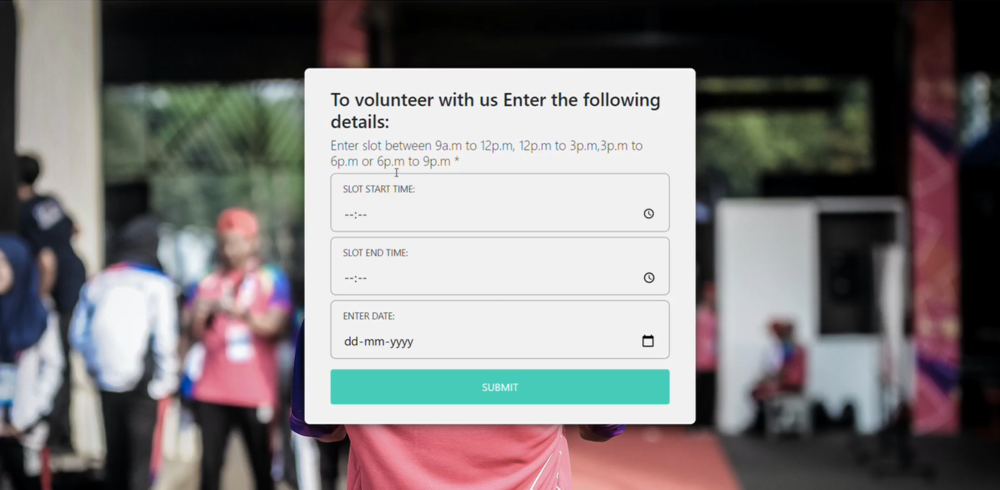 To volunteer with us Enter the following
details:
Enter slot between 9a.m to 12p.m, 12p.m to 3p.m,3p.m to
6p.m or 6p.m to 9p.m *
SLOT START TIME:
--:--
SLOT END TIME:
--:--
ENTER DATE:
dd-mm-yyyy
SUBMIT